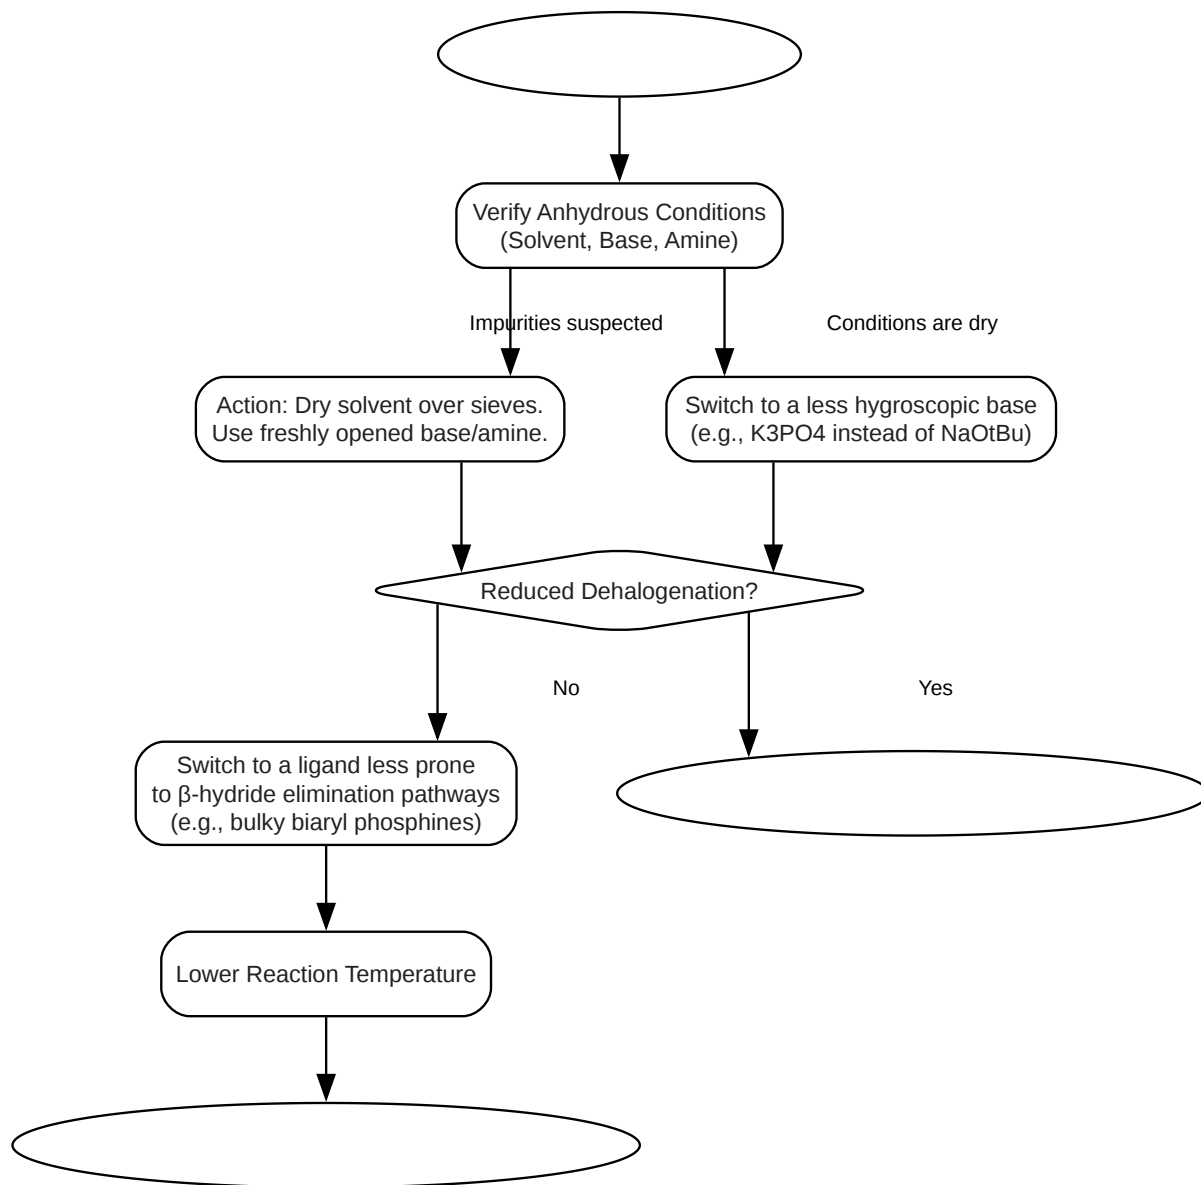 Verify Anhydrous Conditions
(Solvent, Base, Amine)
Impurities suspected
Conditions are dry
Action: Dry solvent over sieves.
Use freshly opened base/amine.
Switch to a less hygroscopic base
(e.g., K3PO4 instead of NaOtBu)
Reduced Dehalogenation?
No
Yes
Switch to a ligand less prone
to β-hydride elimination pathways
(e.g., bulky biaryl phosphines)
Lower Reaction Temperature